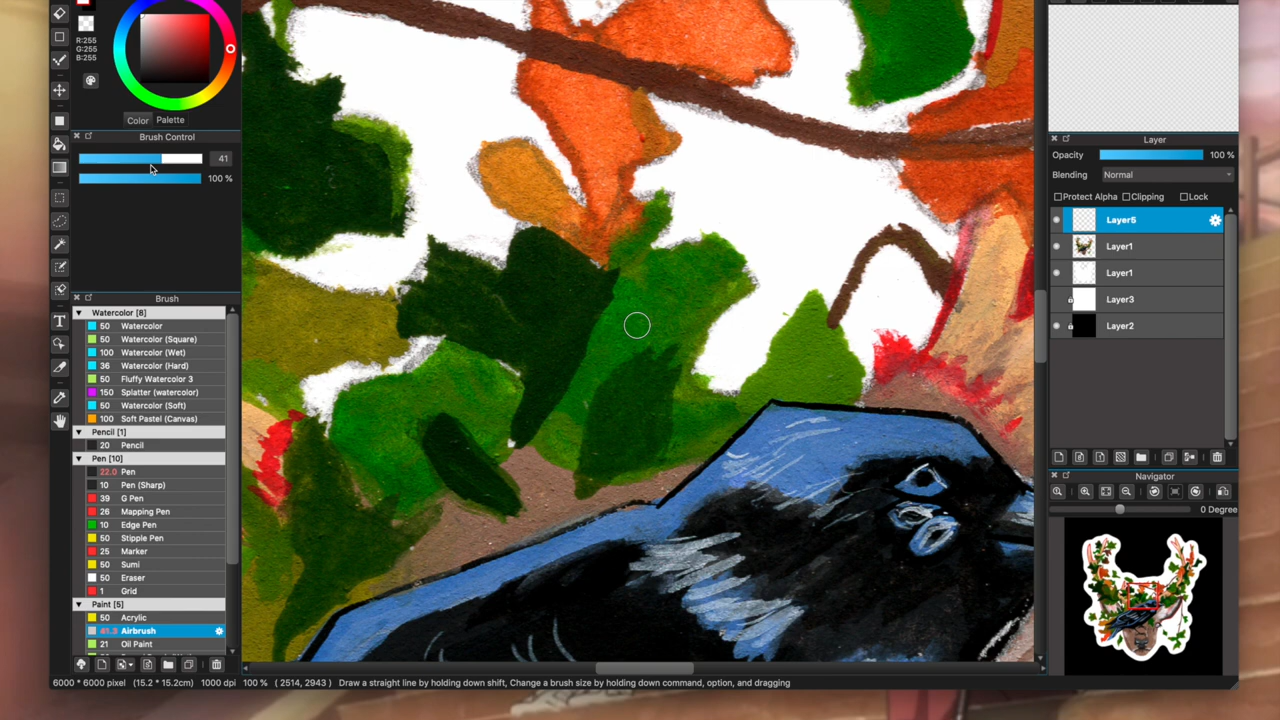 R:255
G:255
B:255
Color Palette
Brush Control
41
100 %
Brush
Watercolor [8]
50 Watercolor
50 Watercolor (Square)
100 Watercolor (Wet)
36 Watercolor (Hard)
50 Fluffy Watercolor 3
150 Splatter (watercolor)
50 Watercolor (Soft)
100 Soft Pastel (Canvas)
Pencil [1]
20 Pencil
Pen [10]
22.0 Pen
10 Pen (Sharp)
39 G Pen
26 Mapping Pen
10 Edge Pen
50 Stipple Pen
25 Marker
50 Sumi
50 Eraser
1 Grid
Paint [5]
50 Acrylic
41.3 Airbrush
21 Oil Paint
Layer
Opacity 100 %
Blending Normal
Protect Alpha Clipping Lock
Layer5
Layer1
Layer1
Layer3
Layer2
Navigator
0 Degree
6000 * 6000 pixel (15.2 * 15.2cm) 1000 dpi 100 % ( 2514, 2943 ) Draw a straight line by holding down shift, Change a brush size by holding down command, option, and dragging